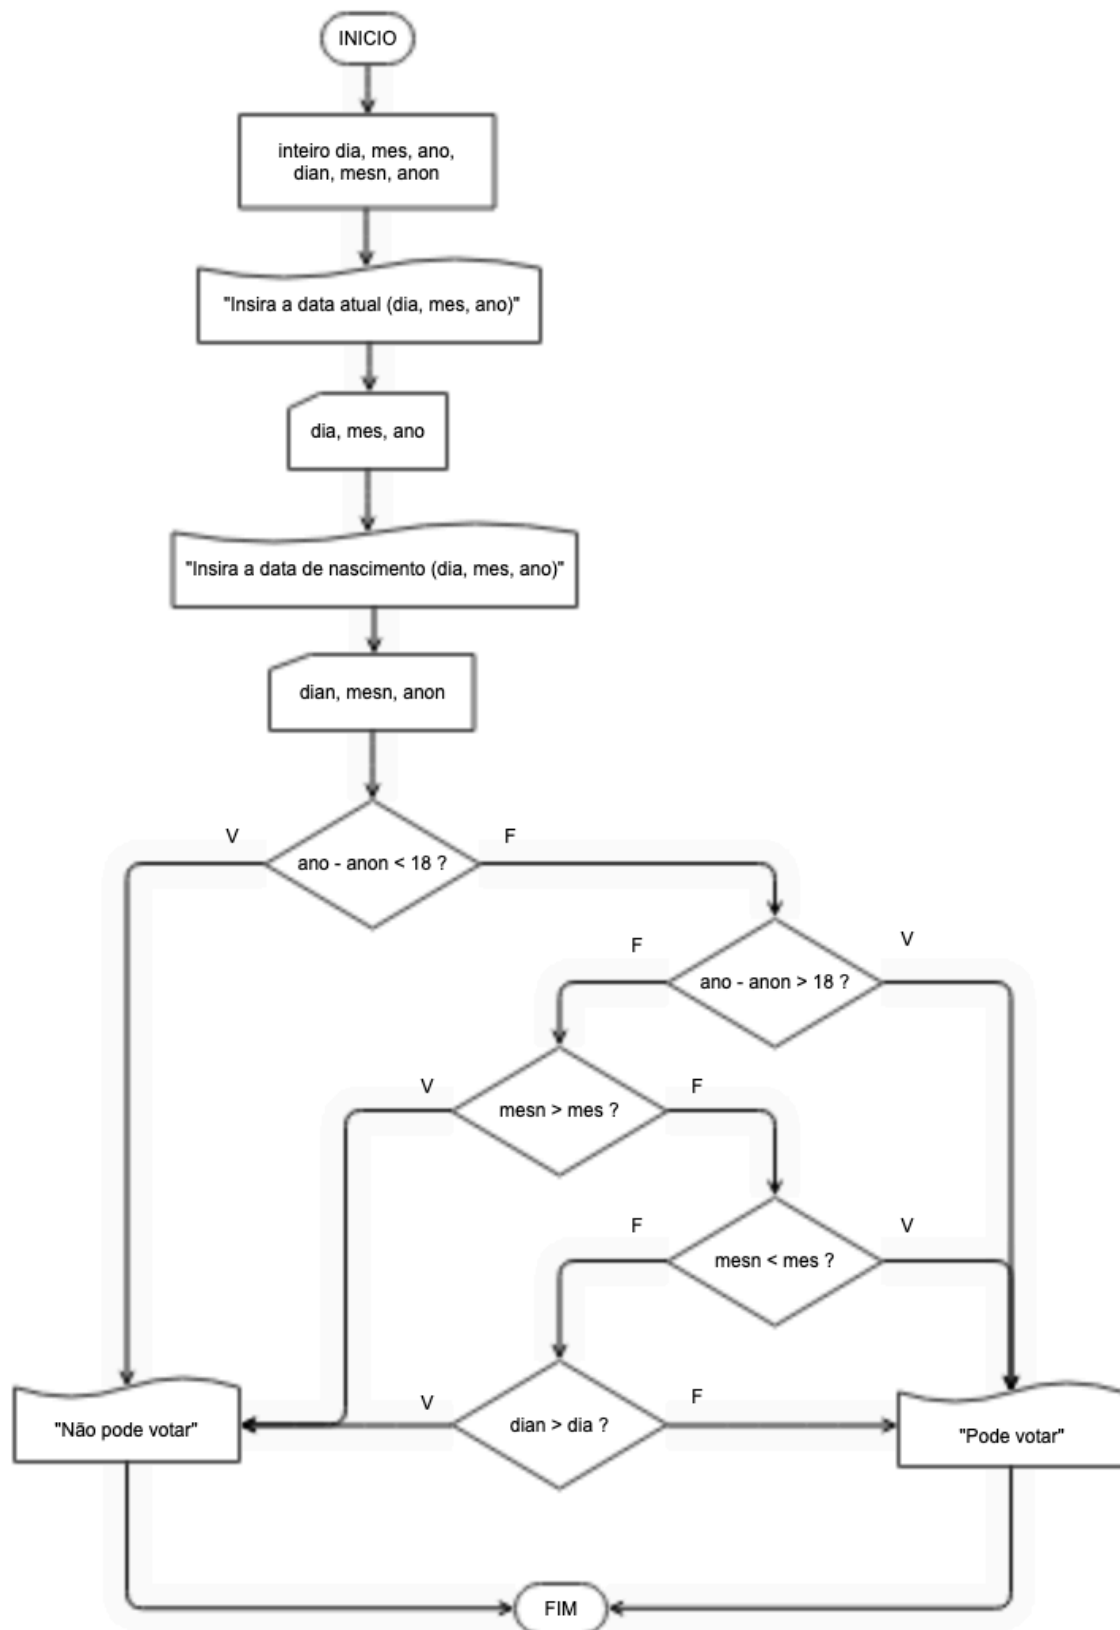 INICIO
inteiro dia, mes, ano,
dian, mesn, anon
"Insira a data atual (dia, mes, ano)"
dia, mes, ano
"Insira a data de nascimento (dia, mes, ano)"
dian, mesn, anon
V
F
ano - anon < 18 ?
F
V
ano - anon > 18 ?
V
F
mesn > mes ?
F
V
mesn < mes ?
V
F
dian > dia ?
"Não pode votar"
"Pode votar"
FIM